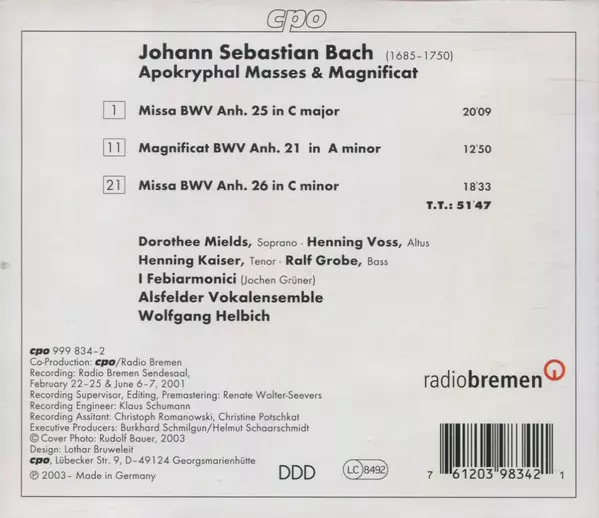 cpo
Johann Sebastian Bach (1685–1750)
Apokryphal Masses & Magnificat
1 Missa BWV Anh. 25 in C major 20'09
11 Magnificat BWV Anh. 21 in A minor 12'50
21 Missa BWV Anh. 26 in C minor 18'33
T.T.: 51'47
Dorothee Mields, Soprano · Henning Voss, Altus
Henning Kaiser, Tenor · Ralf Grobe, Bass
I Febiarmonici (Jochen Grüner)
Alsfelder Vokalensemble
Wolfgang Helbich
cpo 999 834–2
Co-Production: cpo/Radio Bremen
Recording: Radio Bremen Sendesaal,
February 22–25 & June 6–7, 2001
Recording Supervisor, Editing, Premastering: Renate Wolter-Seevers
Recording Engineer: Klaus Schumann
Recording Assitant: Christoph Romanowski, Christine Potschkat
Executive Producers: Burkhard Schmilgun/Helmut Schaarschmidt
© Cover Photo: Rudolf Bauer, 2003
Design: Lothar Bruweleit
cpo, Lübecker Str. 9, D–49124 Georgsmarienhütte
℗ 2003 – Made in Germany
radiobremen
DDD
LC 8492
7 61203 98342 1